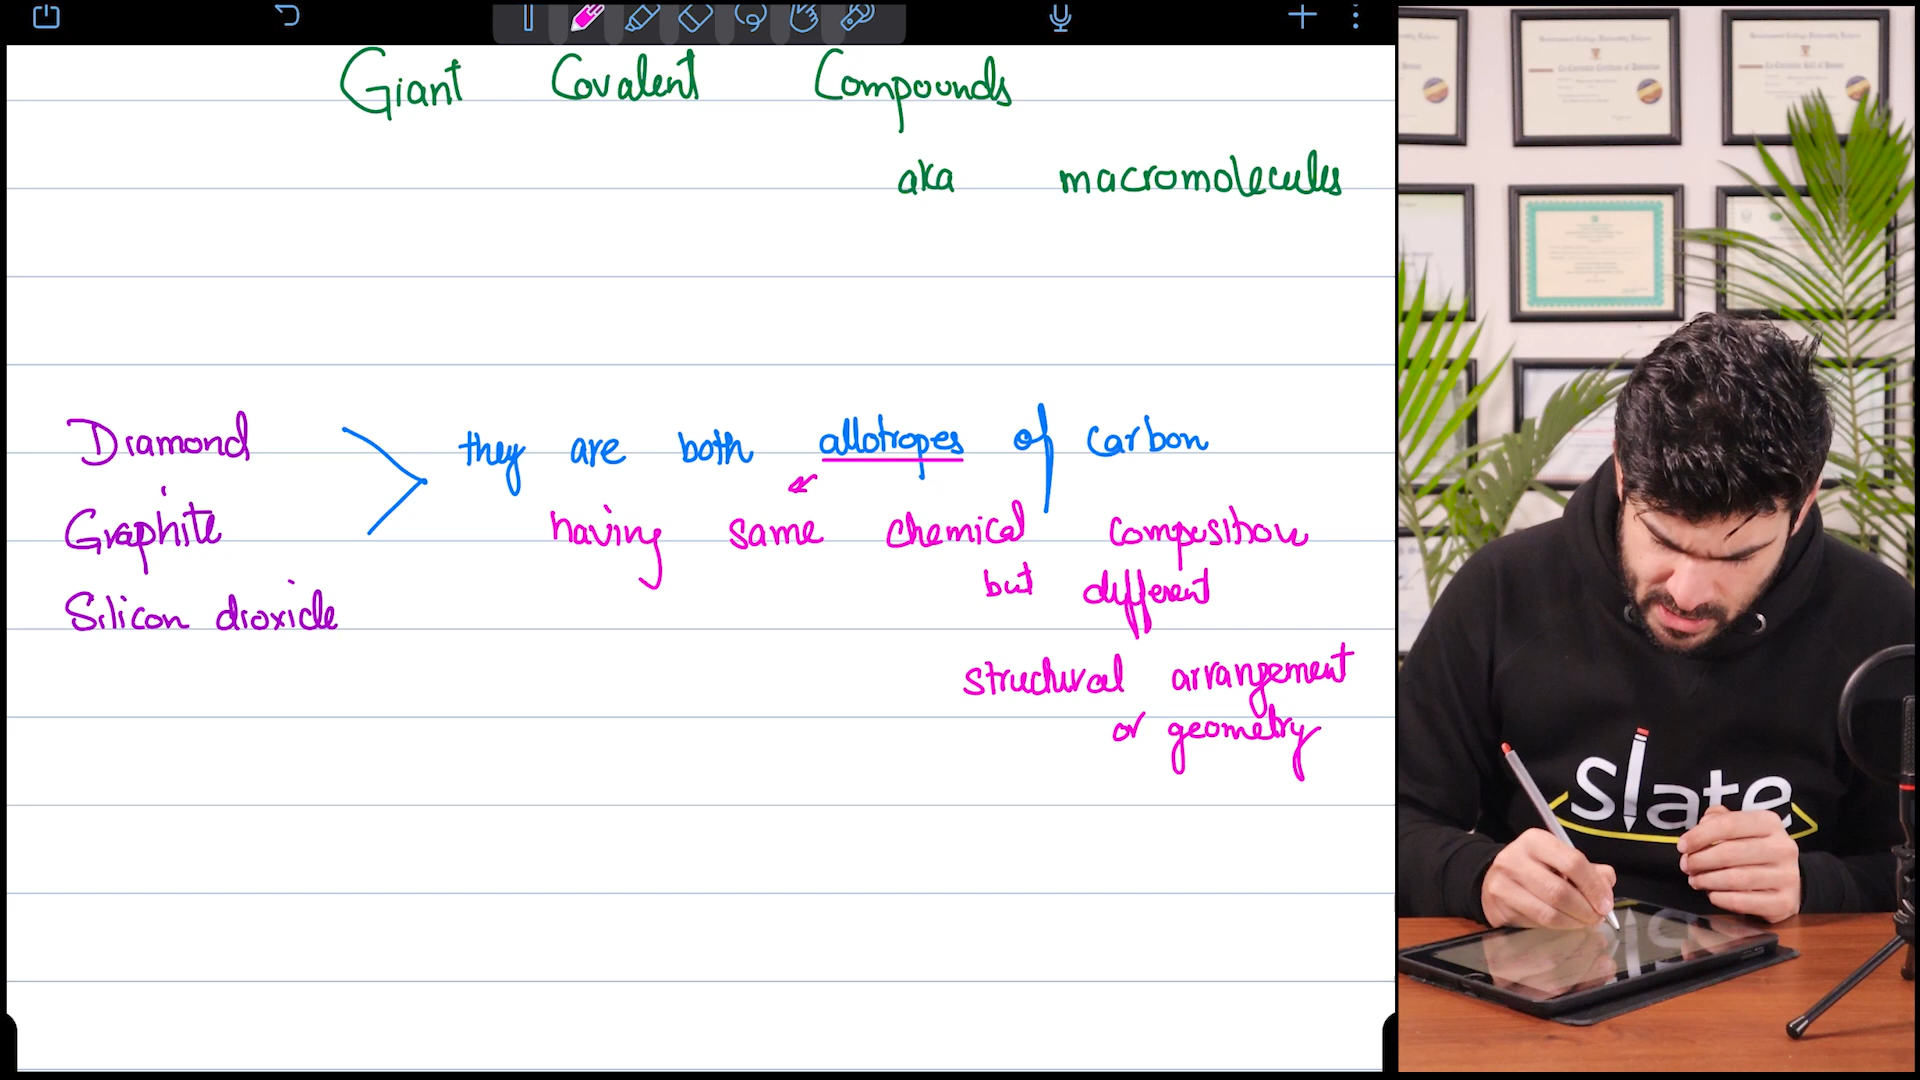 Giant Covalent Compounds
aka macromolecules
Diamond
they are both allotropes of carbon
Graphite
having same chemical composition
but different
Silicon dioxide
structural arrangement
or geometry
slate